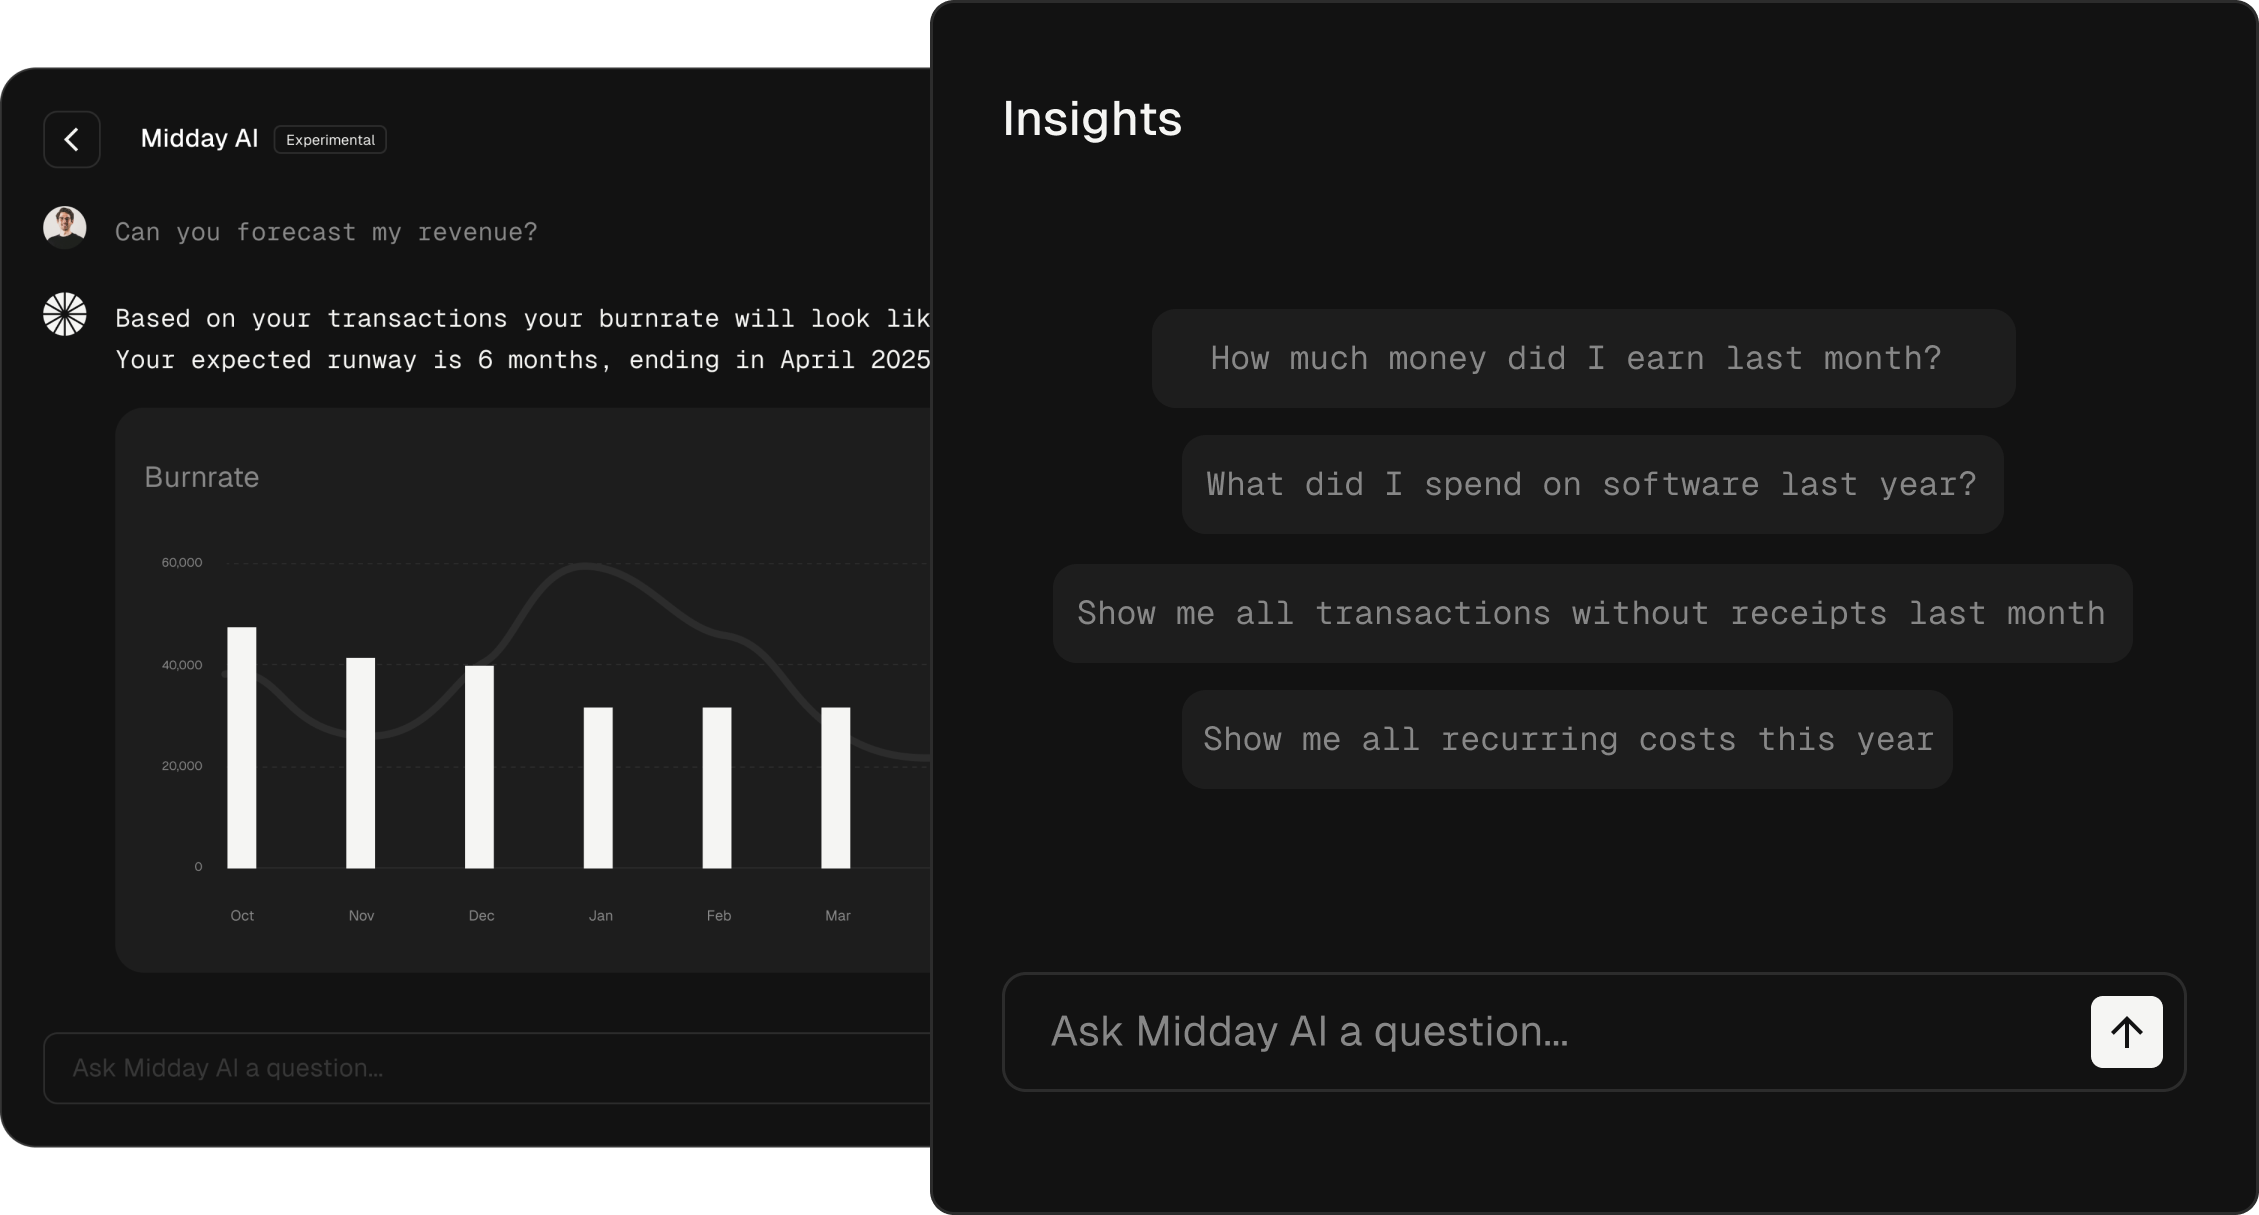 Midday AI
Experimental
Can you forecast my revenue?
Based on your transactions your burnrate will look lik
Your expected runway is 6 months, ending in April 2025
Burnrate
60,000
40,000
20,000
0
Oct
Nov
Dec
Jan
Feb
Mar
Ask Midday AI a question...
Insights
How much money did I earn last month?
What did I spend on software last year?
Show me all transactions without receipts last month
Show me all recurring costs this year
Ask Midday AI a question...